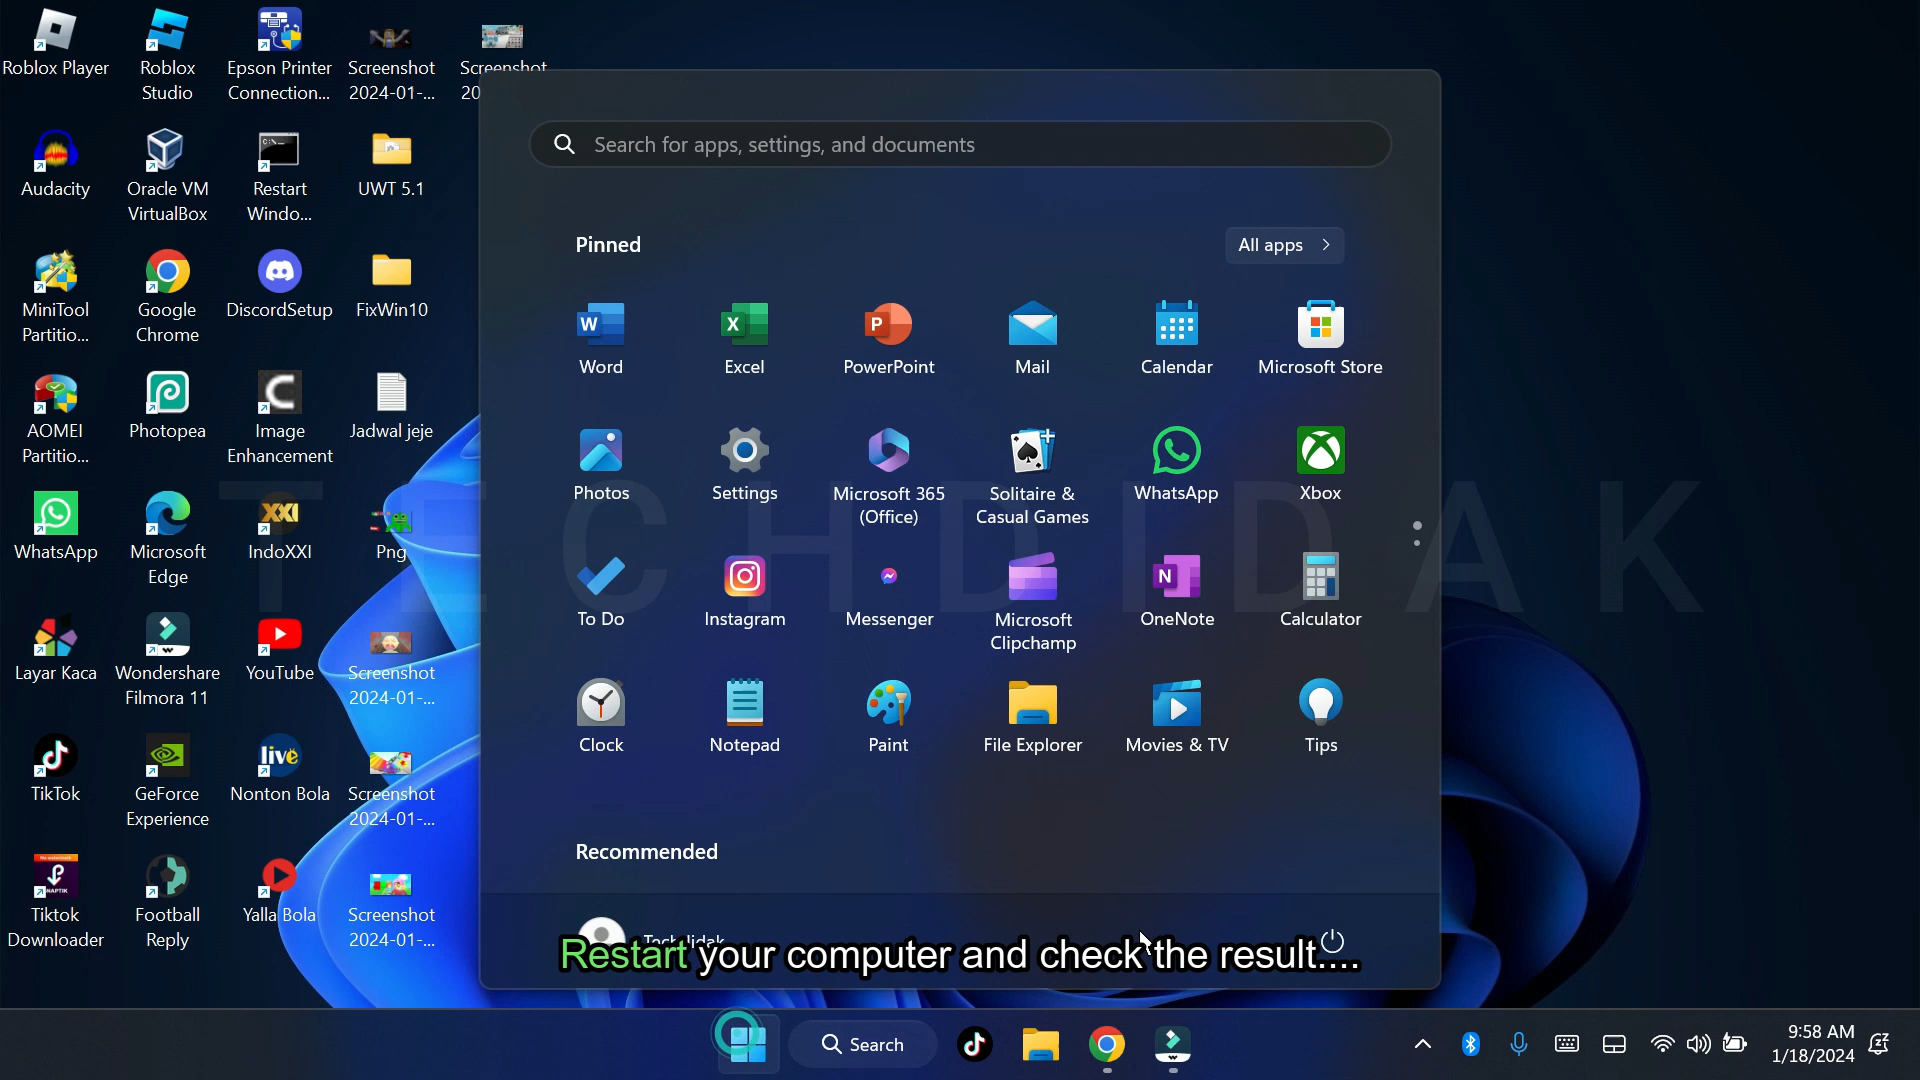 Roblox Player
Roblox
Studio
Epson Printer
Connection...
Screenshot
2024-01-...
Screenshot
20
Audacity
Oracle VM
VirtualBox
Restart
Windo...
UWT 5.1
MiniTool
Partitio...
Google
Chrome
DiscordSetup
FixWin10
AOMEI
Partitio...
Photopea
Image
Enhancement
Jadwal jeje
WhatsApp
Microsoft
Edge
IndoXXI
Png
Layar Kaca
Wondershare
Filmora 11
YouTube
Screenshot
2024-01-...
TikTok
GeForce
Experience
Nonton Bola
Screenshot
2024-01-...
Tiktok
Downloader
Football
Reply
Yalla Bola
Screenshot
2024-01-...
Search for apps, settings, and documents
Pinned
All apps
Word
Excel
PowerPoint
Mail
Calendar
Microsoft Store
Photos
Settings
Microsoft 365
(Office)
Solitaire &
Casual Games
WhatsApp
Xbox
TECHDIDAK
To Do
Instagram
Messenger
Microsoft
Clipchamp
OneNote
Calculator
Clock
Notepad
Paint
File Explorer
Movies & TV
Tips
Recommended
Restart your computer and check the result....
Search
9:58 AM
1/18/2024